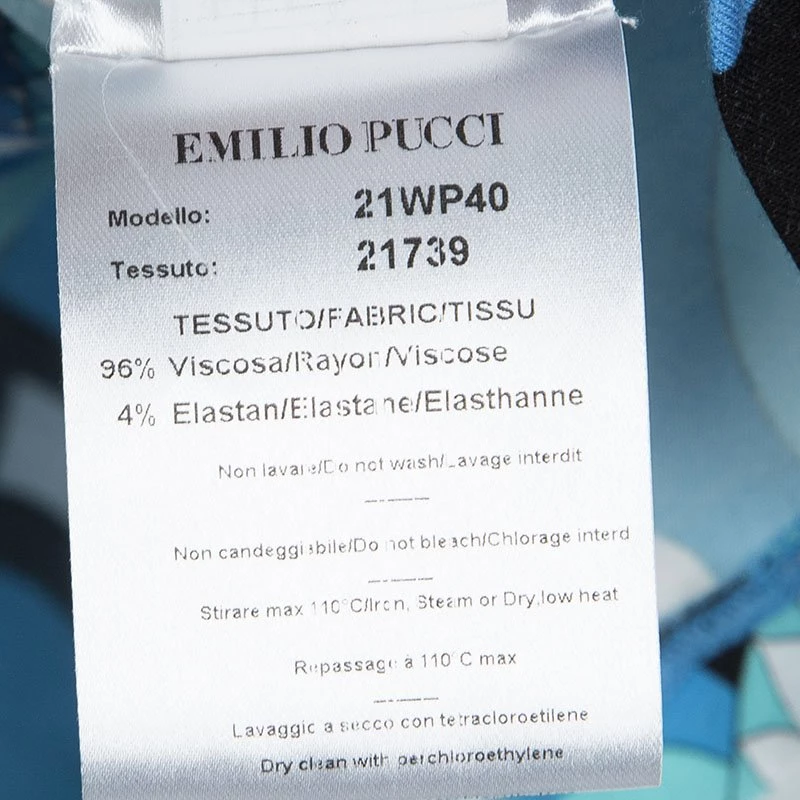 EMILIO PUCCI
Modello: 21WP40
Tessuto: 21739
TESSUTO/FABRIC/TISSU
96% Viscosa/Rayon/Viscose
4% Elastan/Elastane/Elasthanne
Non lavare/Do not wash/Lavage interdit
Non candeggiabile/Do not bleach/Chlorage interd
Stirare max 110°C/Iron, Steam or Dry,low heat
Repassage à 110°C max
Lavaggio a secco con tetracloroetilene
Dry clean with perchloroethylene